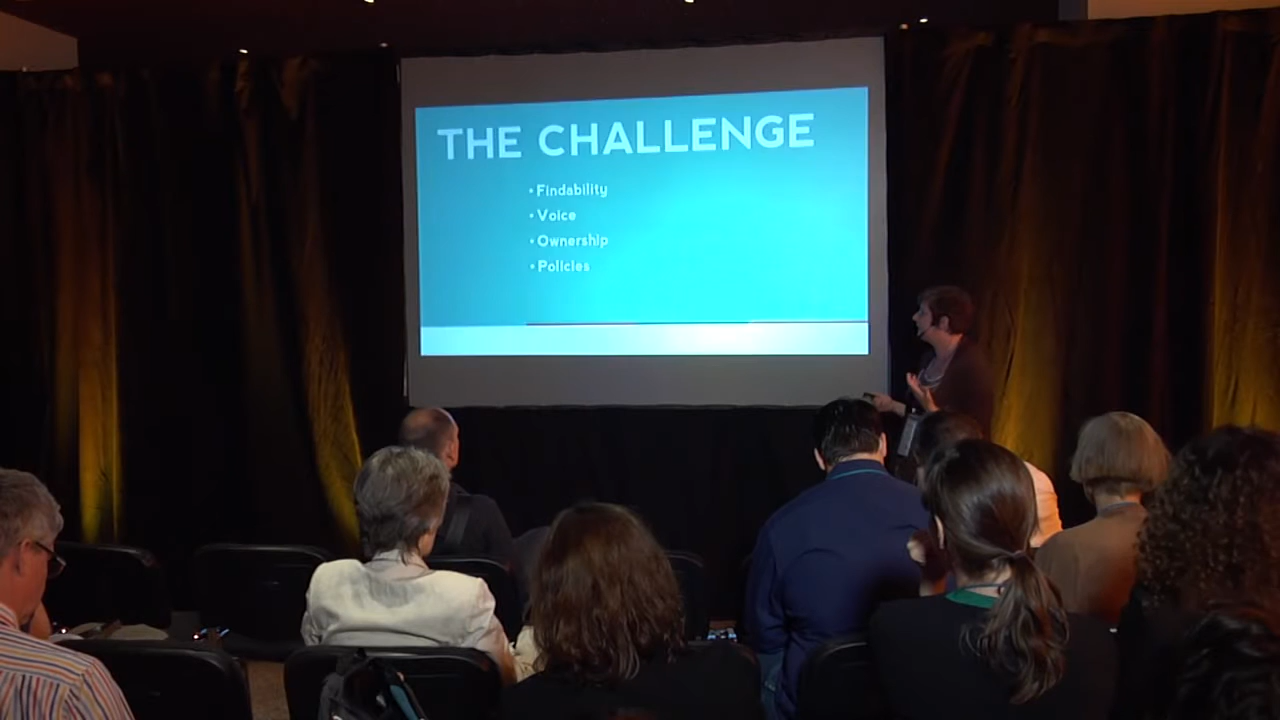 THE CHALLENGE
• Findability
• Voice
• Ownership
• Policies